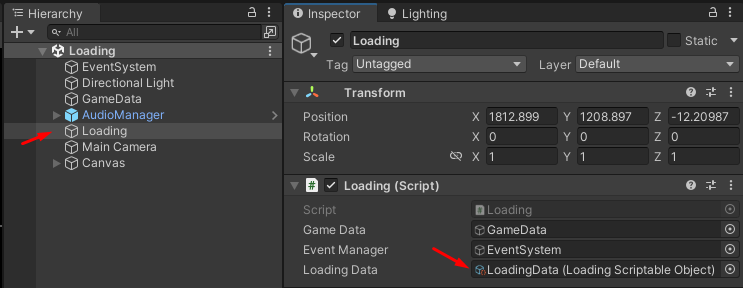 Hierarchy
All
Loading
EventSystem
Directional Light
GameData
AudioManager
Loading
Main Camera
Canvas
Inspector Lighting
Loading Static
Tag Untagged Layer Default
Transform
Position X 1812.899 Y 1208.897 Z -12.20987
Rotation X 0 Y 0 Z 0
Scale X 1 Y 1 Z 1
# Loading (Script)
Script # Loading
Game Data GameData
Event Manager EventSystem
Loading Data LoadingData (Loading Scriptable Object)